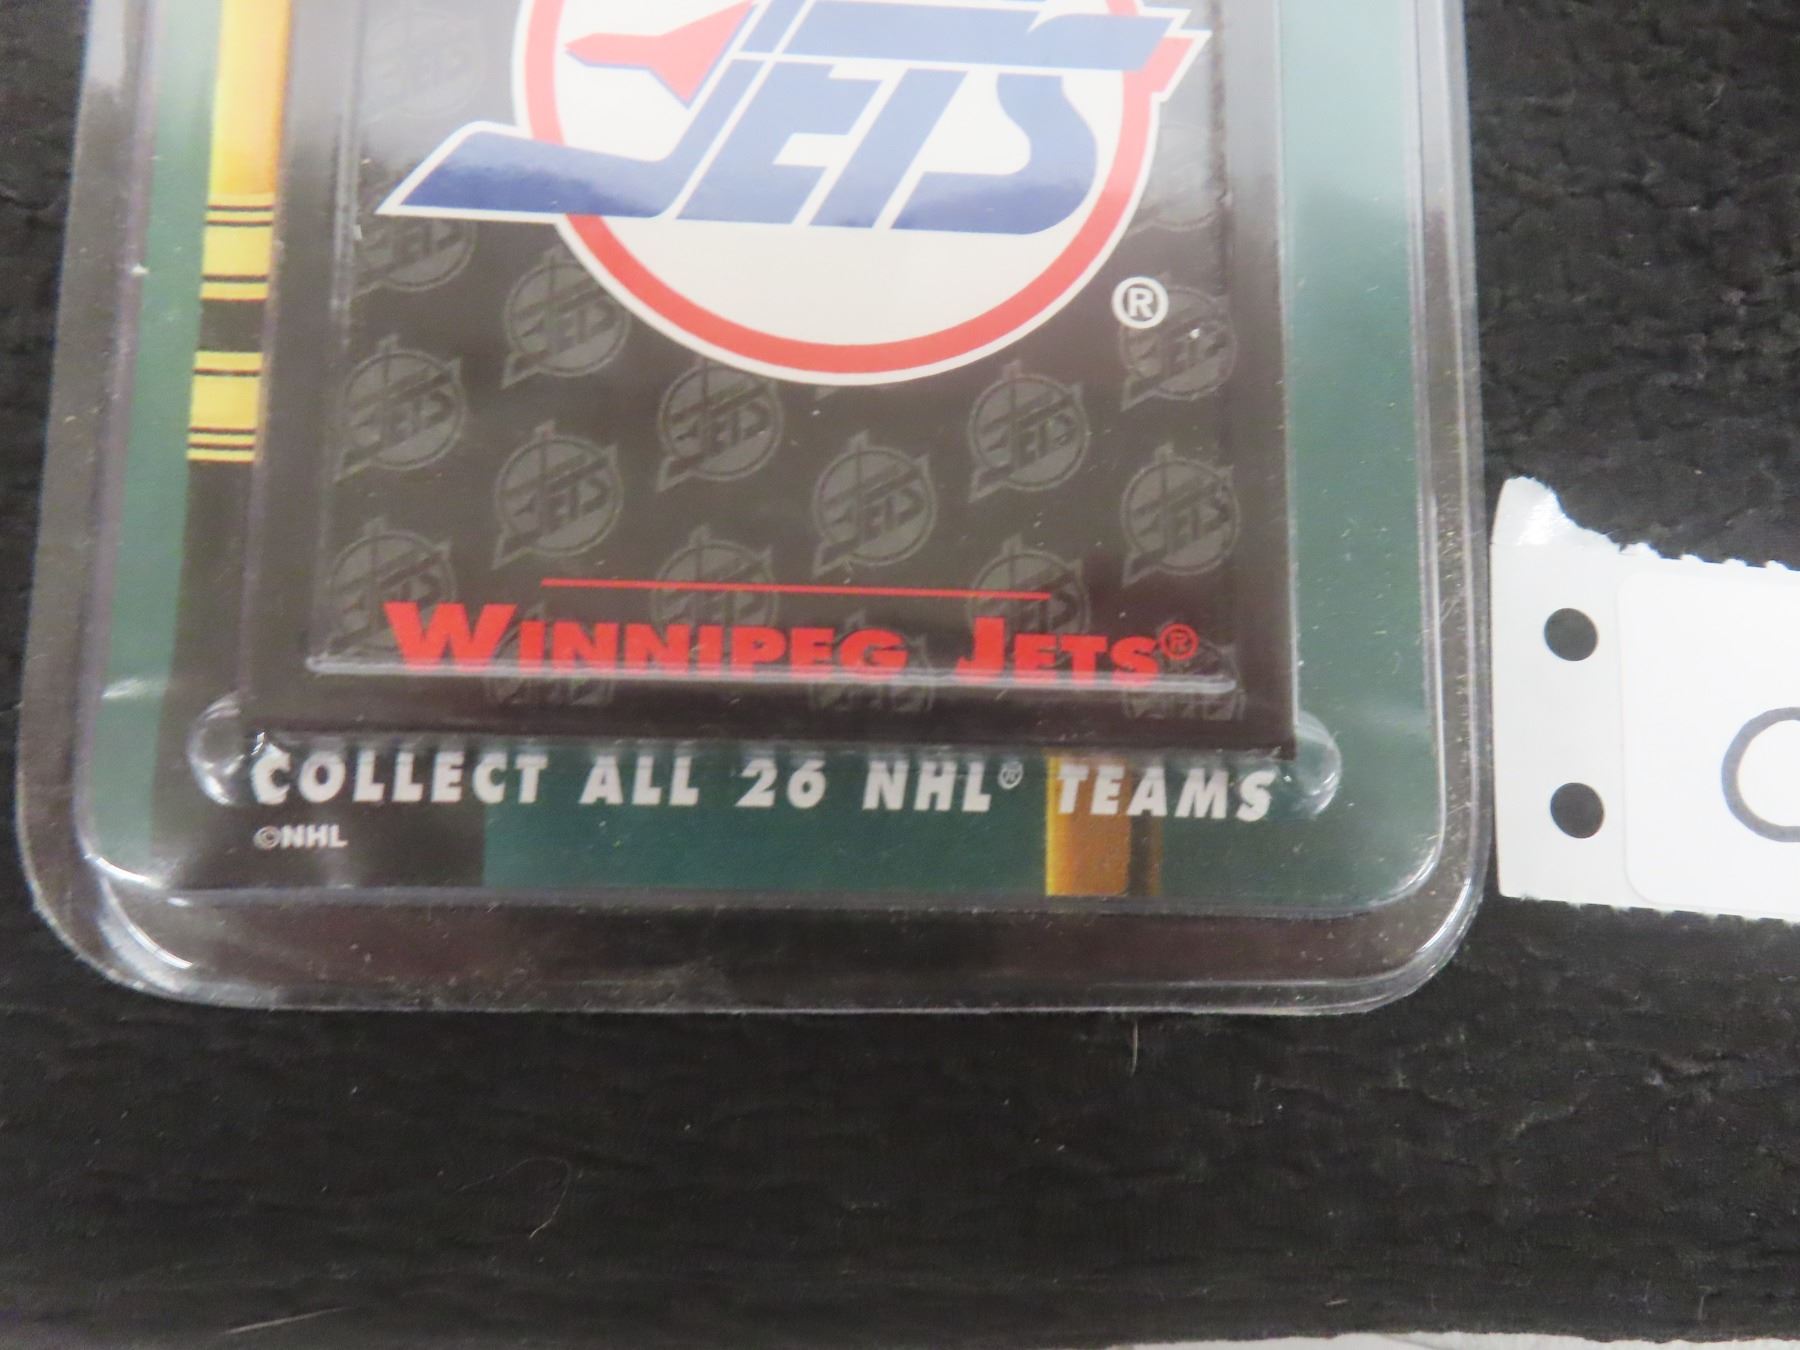 JETS
®
WINNIPEG JETS®
COLLECT ALL 26 NHL® TEAMS
©NHL